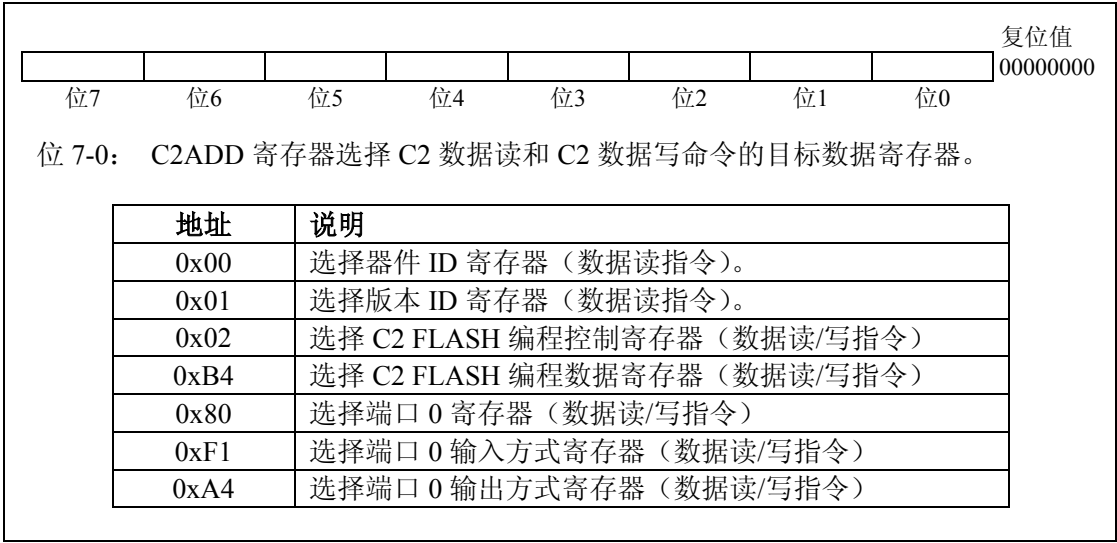 复位值
00000000
位7 位6 位5 位4 位3 位2 位1 位0
位 7-0： C2ADD 寄存器选择 C2 数据读和 C2 数据写命令的目标数据寄存器。
地址 说明
0x00 选择器件 ID 寄存器（数据读指令）。
0x01 选择版本 ID 寄存器（数据读指令）。
0x02 选择 C2 FLASH 编程控制寄存器（数据读/写指令）
0xB4 选择 C2 FLASH 编程数据寄存器（数据读/写指令）
0x80 选择端口 0 寄存器（数据读/写指令）
0xF1 选择端口 0 输入方式寄存器（数据读/写指令）
0xA4 选择端口 0 输出方式寄存器（数据读/写指令）